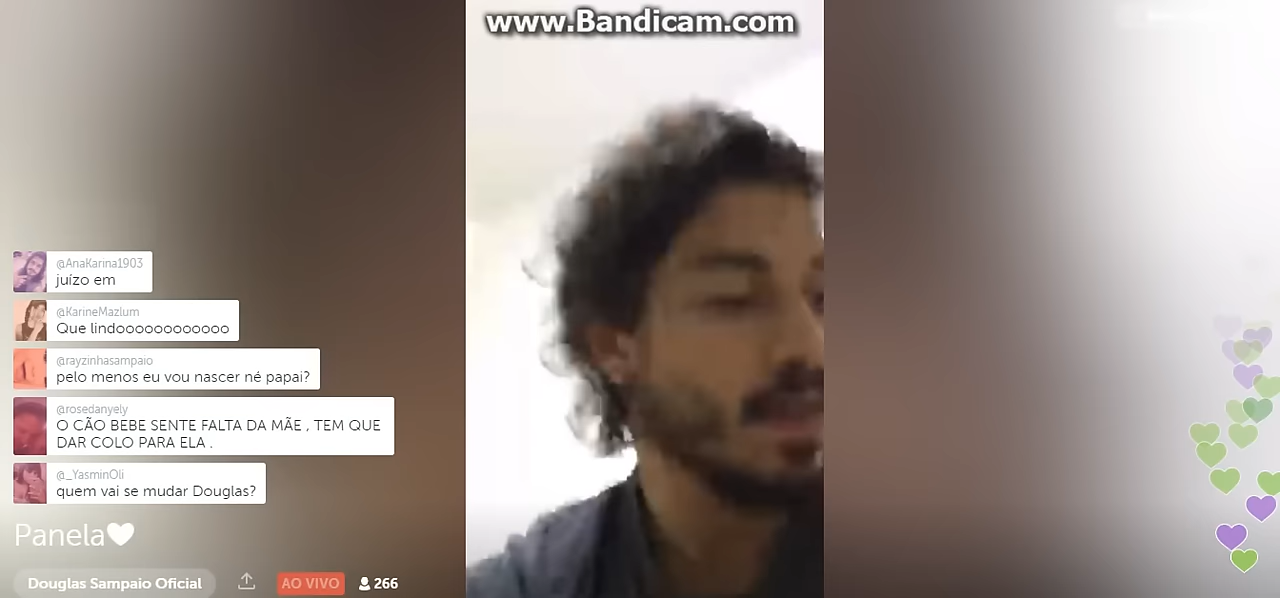 www.Bandicam.com
@AnaKarina1903
juízo em
@KarineMazlum
Que lindoooooooooooo
@rayzinhasampaio
pelo menos eu vou nascer né papai?
@rosedanyely
O CÃO BEBE SENTE FALTA DA MÃE , TEM QUE
DAR COLO PARA ELA .
@_YasminOli
quem vai se mudar Douglas?
Panela
Douglas Sampaio Oficial
AO VIVO
266